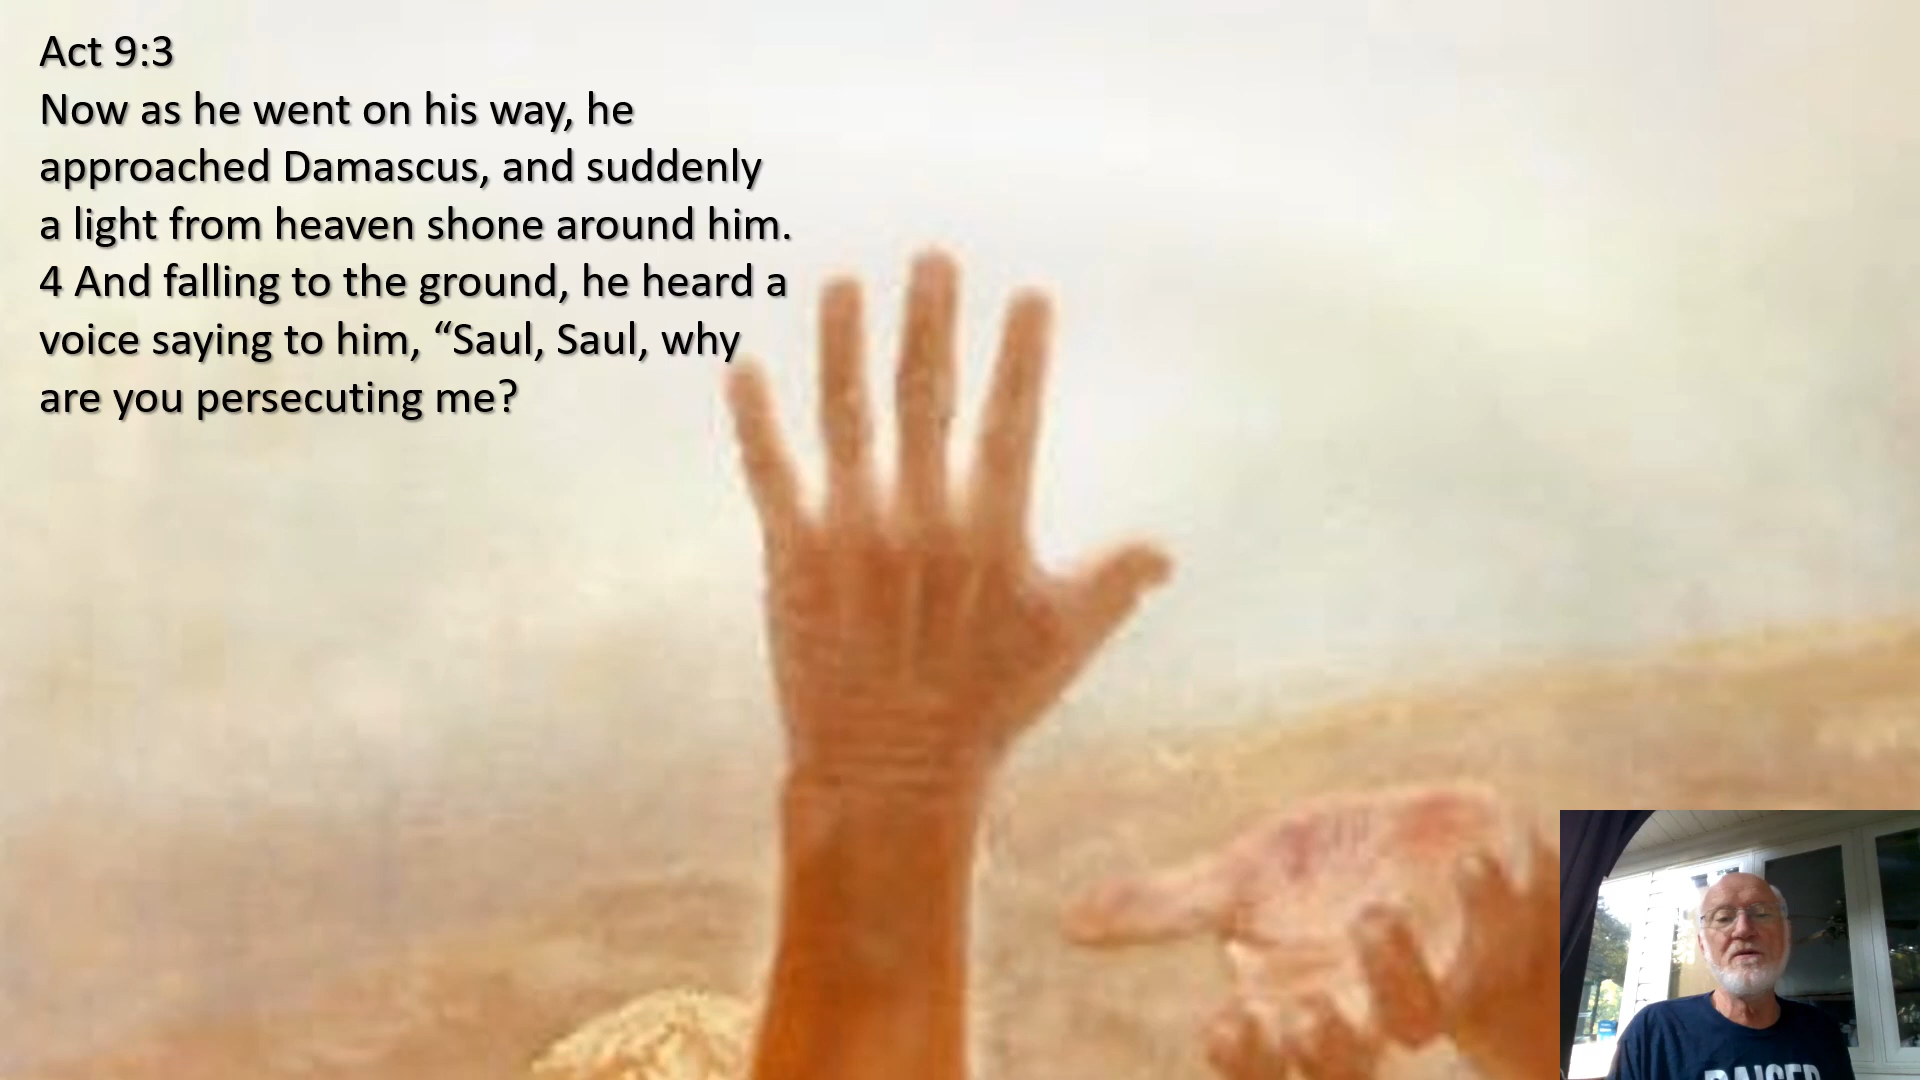 Act 9:3
Now as he went on his way, he
approached Damascus, and suddenly
a light from heaven shone around him.
4 And falling to the ground, he heard a
voice saying to him, “Saul, Saul, why
are you persecuting me?